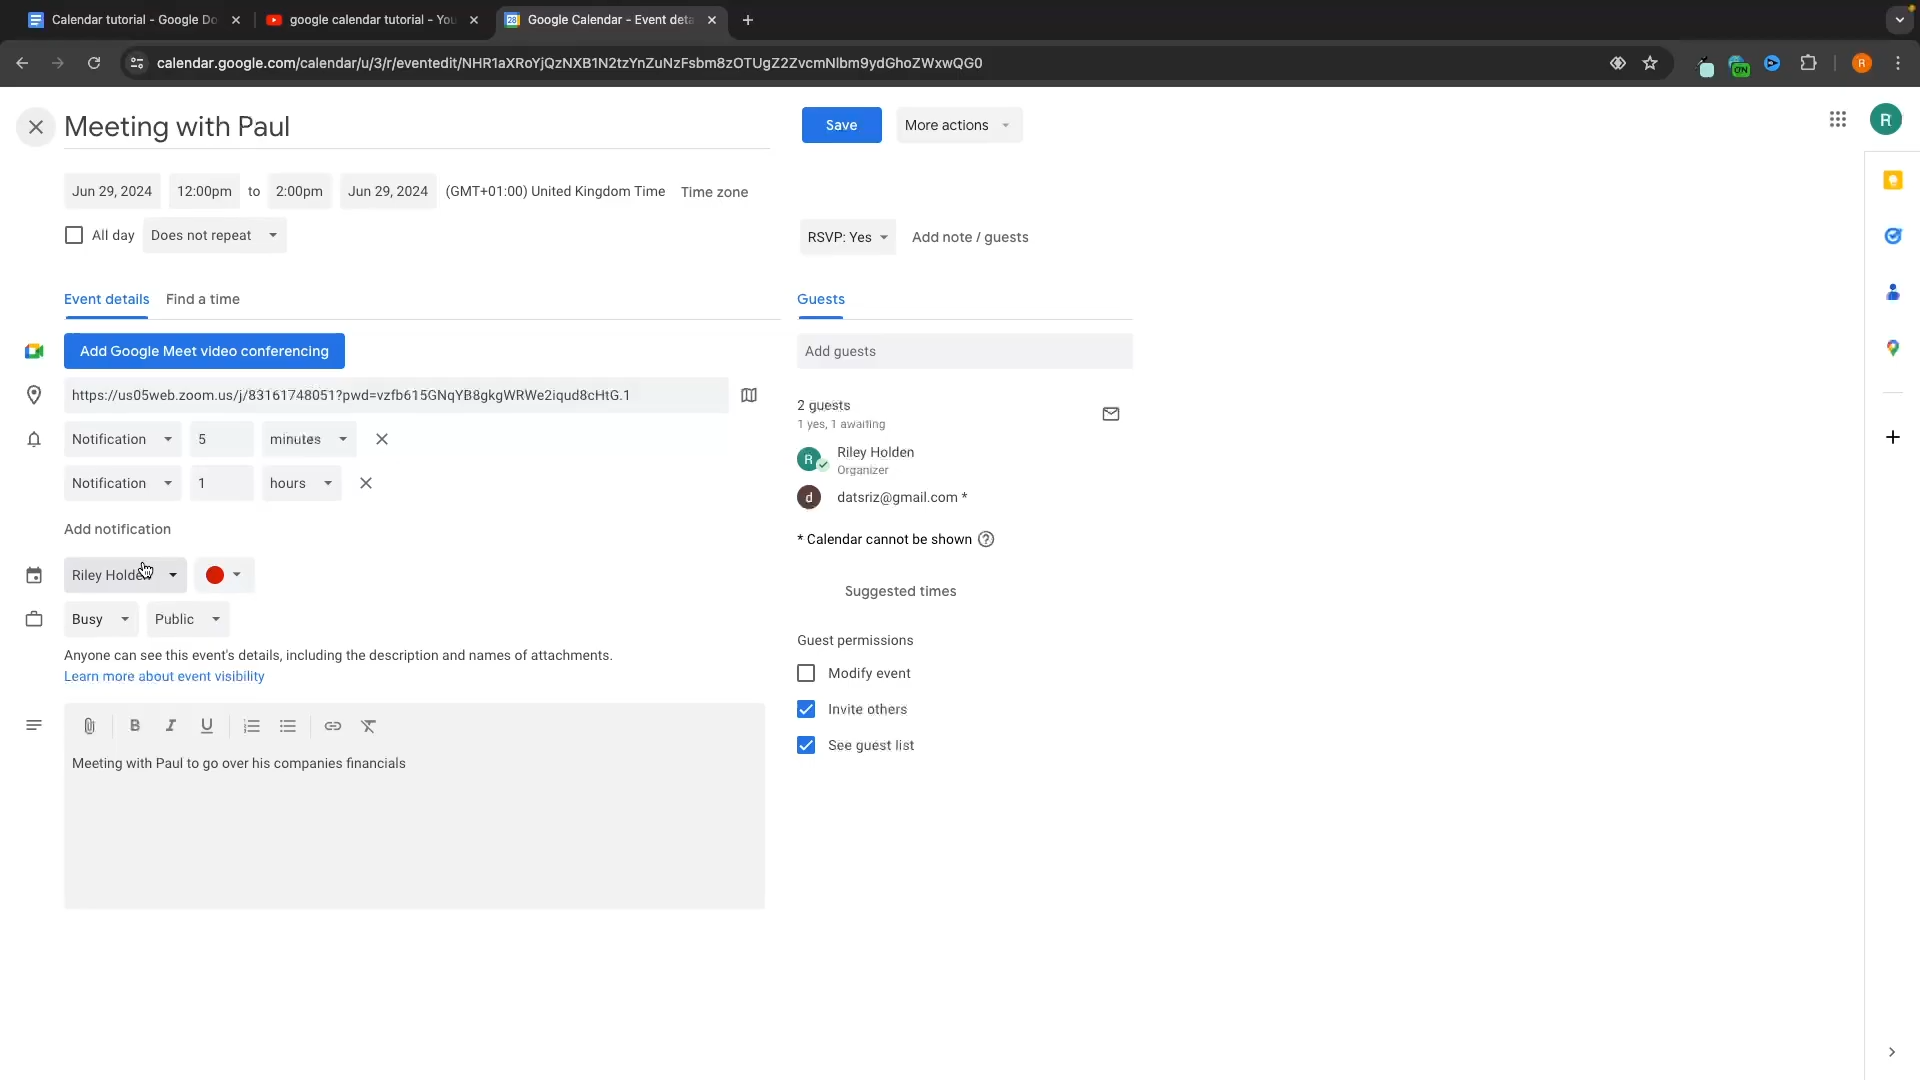 Calendar tutorial - Google Do
google calendar tutorial - You
Google Calendar - Event deta
calendar.google.com/calendar/u/3/r/eventedit/NHR1aXRoYjQzNXB1N2tzYnZuNzFsbm8zOTUgZ2ZvcmNlbm9ydGhoZWxwQG0
ON
R
Meeting with Paul
Save
More actions
R
Jun 29, 2024 12:00pm to 2:00pm Jun 29, 2024 (GMT+01:00) United Kingdom Time Time zone
All day Does not repeat
RSVP: Yes Add note / guests
Event details Find a time
Guests
Add Google Meet video conferencing
Add guests
https://us05web.zoom.us/j/83161748051?pwd=vzfb615GNqYB8gkgWRWe2iqud8cHtG.1
2 guests
1 yes, 1 awaiting
Notification 5 minutes
R Riley Holden
Organizer
Notification 1 hours
d datsriz@gmail.com *
Add notification
* Calendar cannot be shown
Suggested times
Busy Public
Guest permissions
Anyone can see this event's details, including the description and names of attachments.
Learn more about event visibility
Modify event
Invite others
See guest list
B I U
Meeting with Paul to go over his companies financials